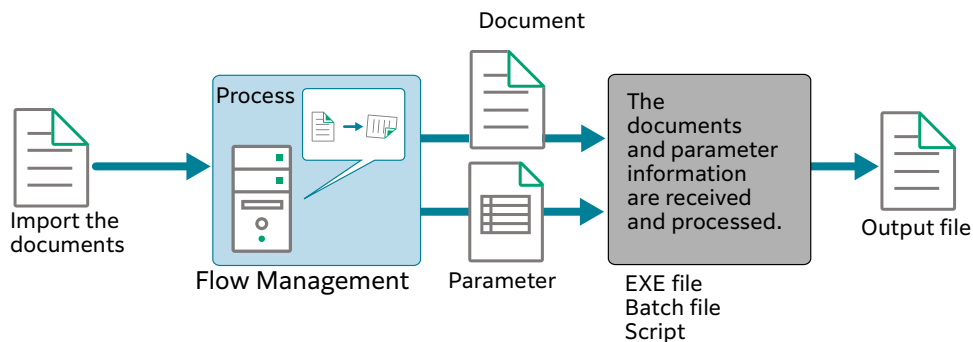 Document
Process
Import the
documents
Flow Management
Parameter
The
documents
and parameter
information
are received
and processed.
EXE file
Batch file
Script
Output file